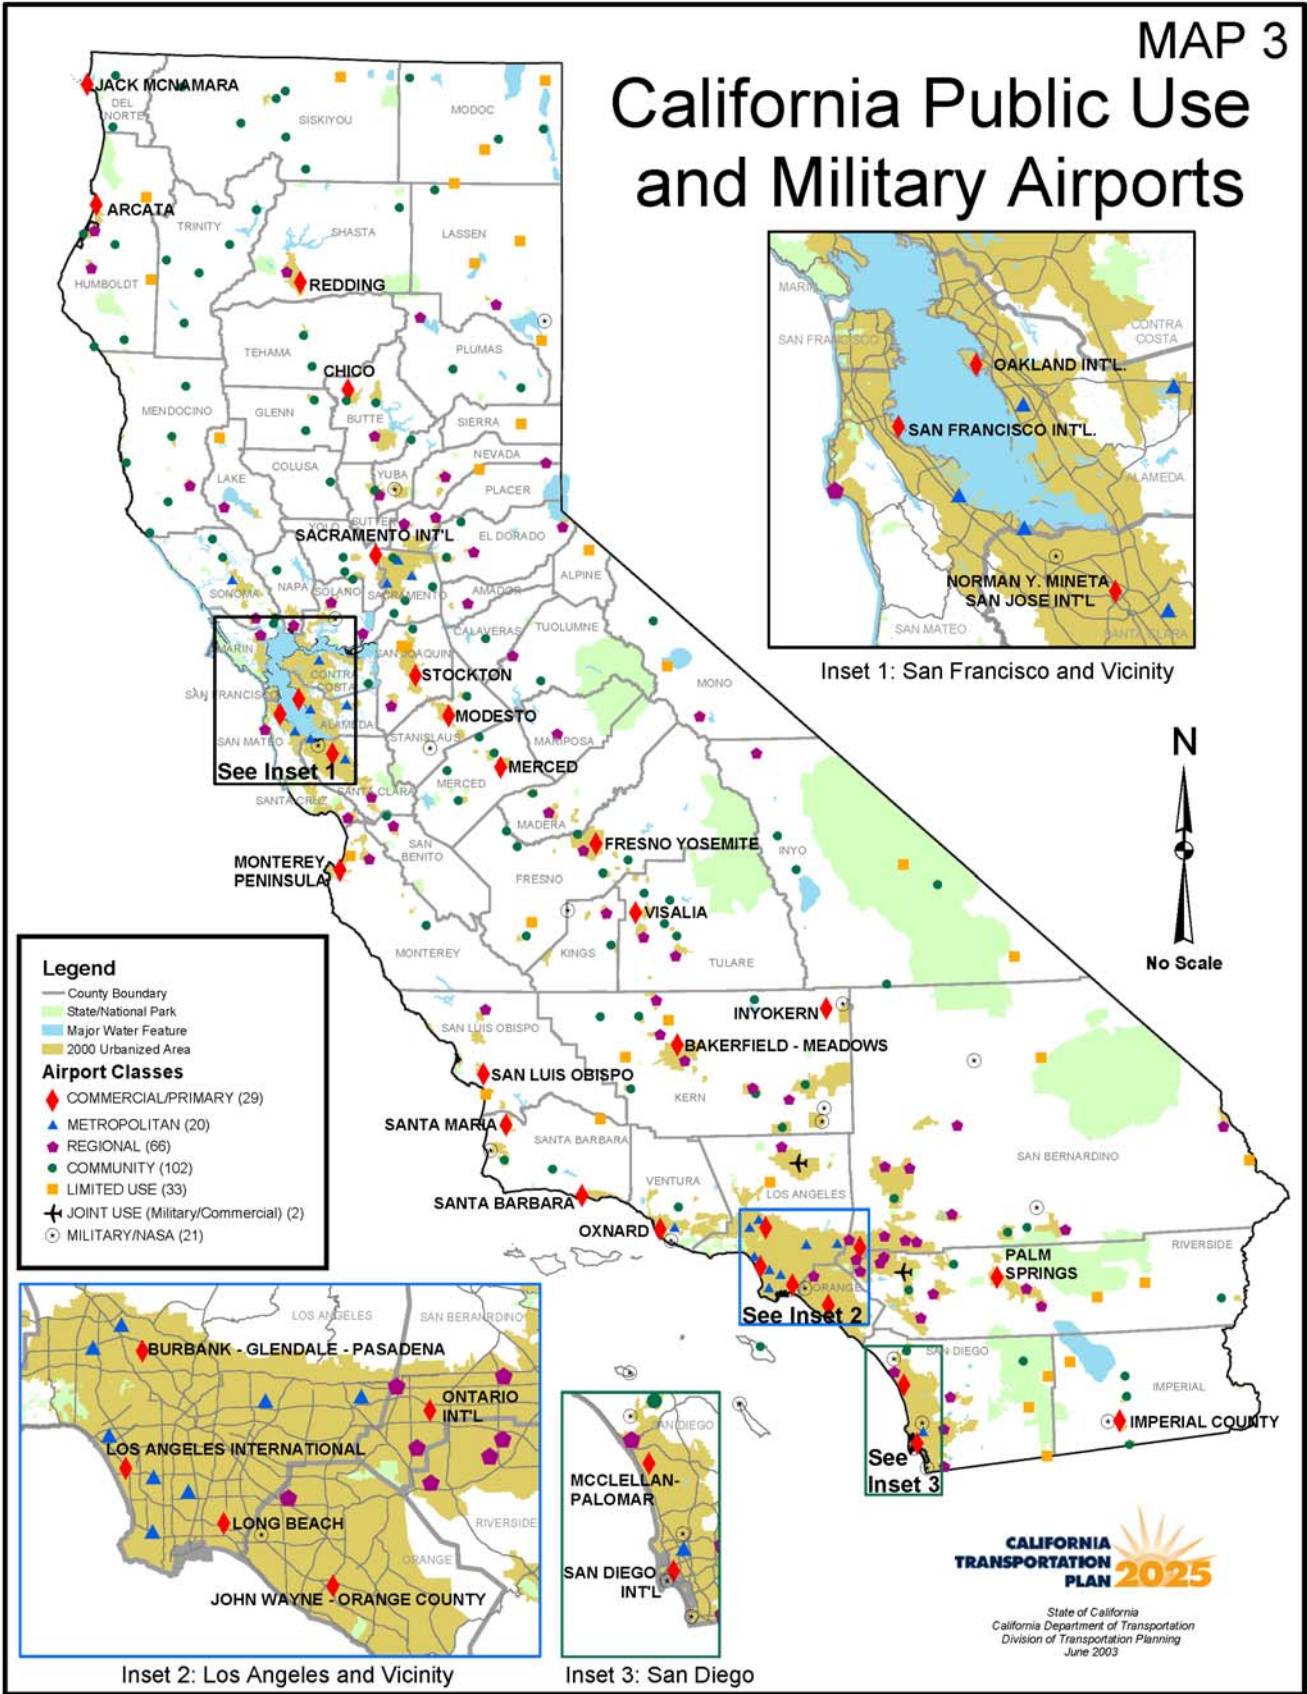 MAP 3
California Public Use
and Military Airports
JACK MCNAMARA
DEL
NORTE
SISKIYOU
MODOC
ARCATA
TRINITY
SHASTA
LASSEN
HUMBOLDT
REDDING
TEHAMA
PLUMAS
CHICO
MENDOCINO
GLENN
BUTTE
SIERRA
NEVADA
COLUSA
LAKE
YUBA
PLACER
YOLO
SUTTER
SACRAMENTO INT'L
EL DORADO
ALPINE
NAPA
SOLANO
SONOMA
SACRAMENTO
AMADOR
CALAVERAS
TUOLUMNE
MARIN
SAN JOAQUIN
CONTRA
COSTA
STOCKTON
MONO
SAN FRANCISCO
ALAMEDA
MODESTO
STANISLAUS
MARIPOSA
SAN MATEO
See Inset 1
MERCED
MERCED
SANTA CLARA
SANTA CRUZ
MADERA
SAN
BENITO
FRESNO YOSEMITE
INYO
MONTEREY
PENINSULA
FRESNO
VISALIA
MONTEREY
KINGS
TULARE
INYOKERN
SAN LUIS OBISPO
BAKERFIELD - MEADOWS
SAN LUIS OBISPO
KERN
SANTA MARIA
SANTA BARBARA
SAN BERNARDINO
VENTURA
LOS ANGELES
SANTA BARBARA
OXNARD
RIVERSIDE
PALM
SPRINGS
ORANGE
See Inset 2
SAN DIEGO
IMPERIAL
IMPERIAL COUNTY
See
Inset 3
MARIN
SAN FRANCISCO
CONTRA
COSTA
OAKLAND INT'L.
SAN FRANCISCO INT'L.
ALAMEDA
NORMAN Y. MINETA
SAN JOSE INT'L
SAN MATEO
SANTA CLARA
Inset 1: San Francisco and Vicinity
N
No Scale
Legend
County Boundary
State/National Park
Major Water Feature
2000 Urbanized Area
Airport Classes
COMMERCIAL/PRIMARY (29)
METROPOLITAN (20)
REGIONAL (66)
COMMUNITY (102)
LIMITED USE (33)
JOINT USE (Military/Commercial) (2)
MILITARY/NASA (21)
LOS ANGELES
SAN BERARDINO
BURBANK - GLENDALE - PASADENA
ONTARIO
INT'L
LOS ANGELES INTERNATIONAL
LONG BEACH
RIVERSIDE
ORANGE
JOHN WAYNE - ORANGE COUNTY
Inset 2: Los Angeles and Vicinity
SAN DIEGO
MCCLELLAN-
PALOMAR
SAN DIEGO
INT'L
Inset 3: San Diego
CALIFORNIA
TRANSPORTATION
PLAN 2025
State of California
California Department of Transportation
Division of Transportation Planning
June 2003